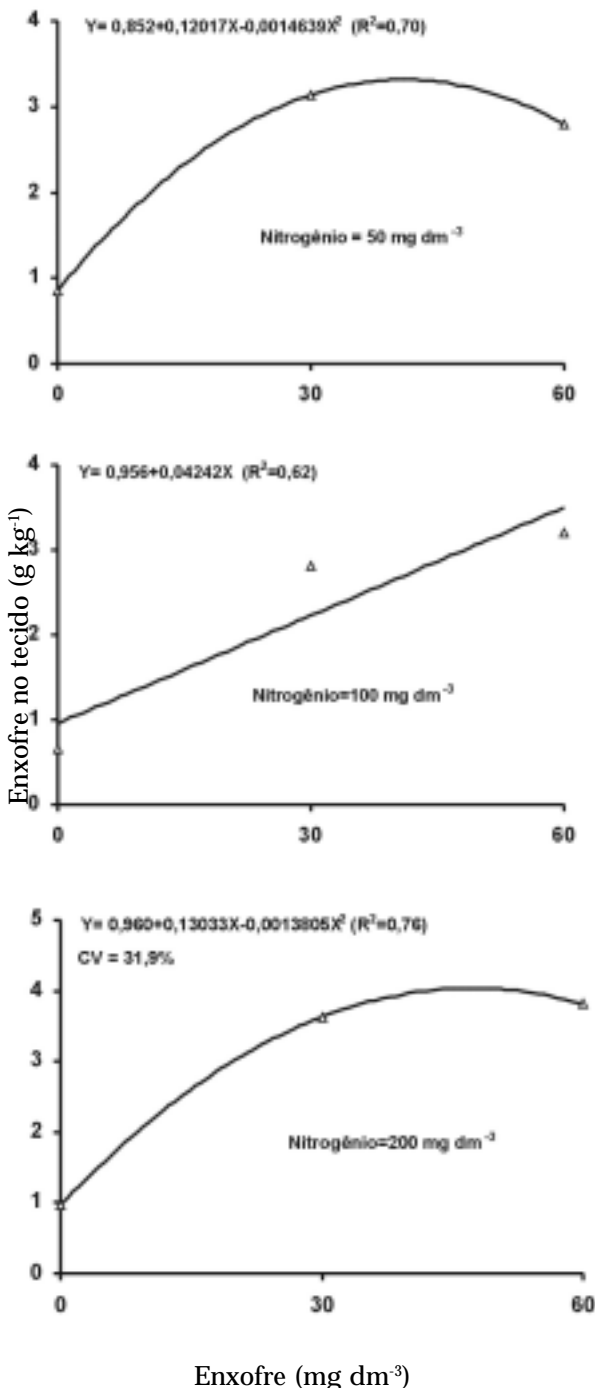 4
Y= 0,852+0,12017X-0,0014639X² (R²=0,70)
3
2
Nitrogênio = 50 mg dm⁻³
1
0
0 30 60
4
Y= 0,956+0,04242X (R²=0,62)
3
2
Nitrogênio=100 mg dm⁻³
1
0
0 30 60
Enxofre no tecido (g kg⁻¹)
5
Y= 0,960+0,13033X-0,0013805X² (R²=0,76)
CV = 31,9%
4
3
2
Nitrogênio=200 mg dm⁻³
1
0
0 30 60
Enxofre (mg dm⁻³)